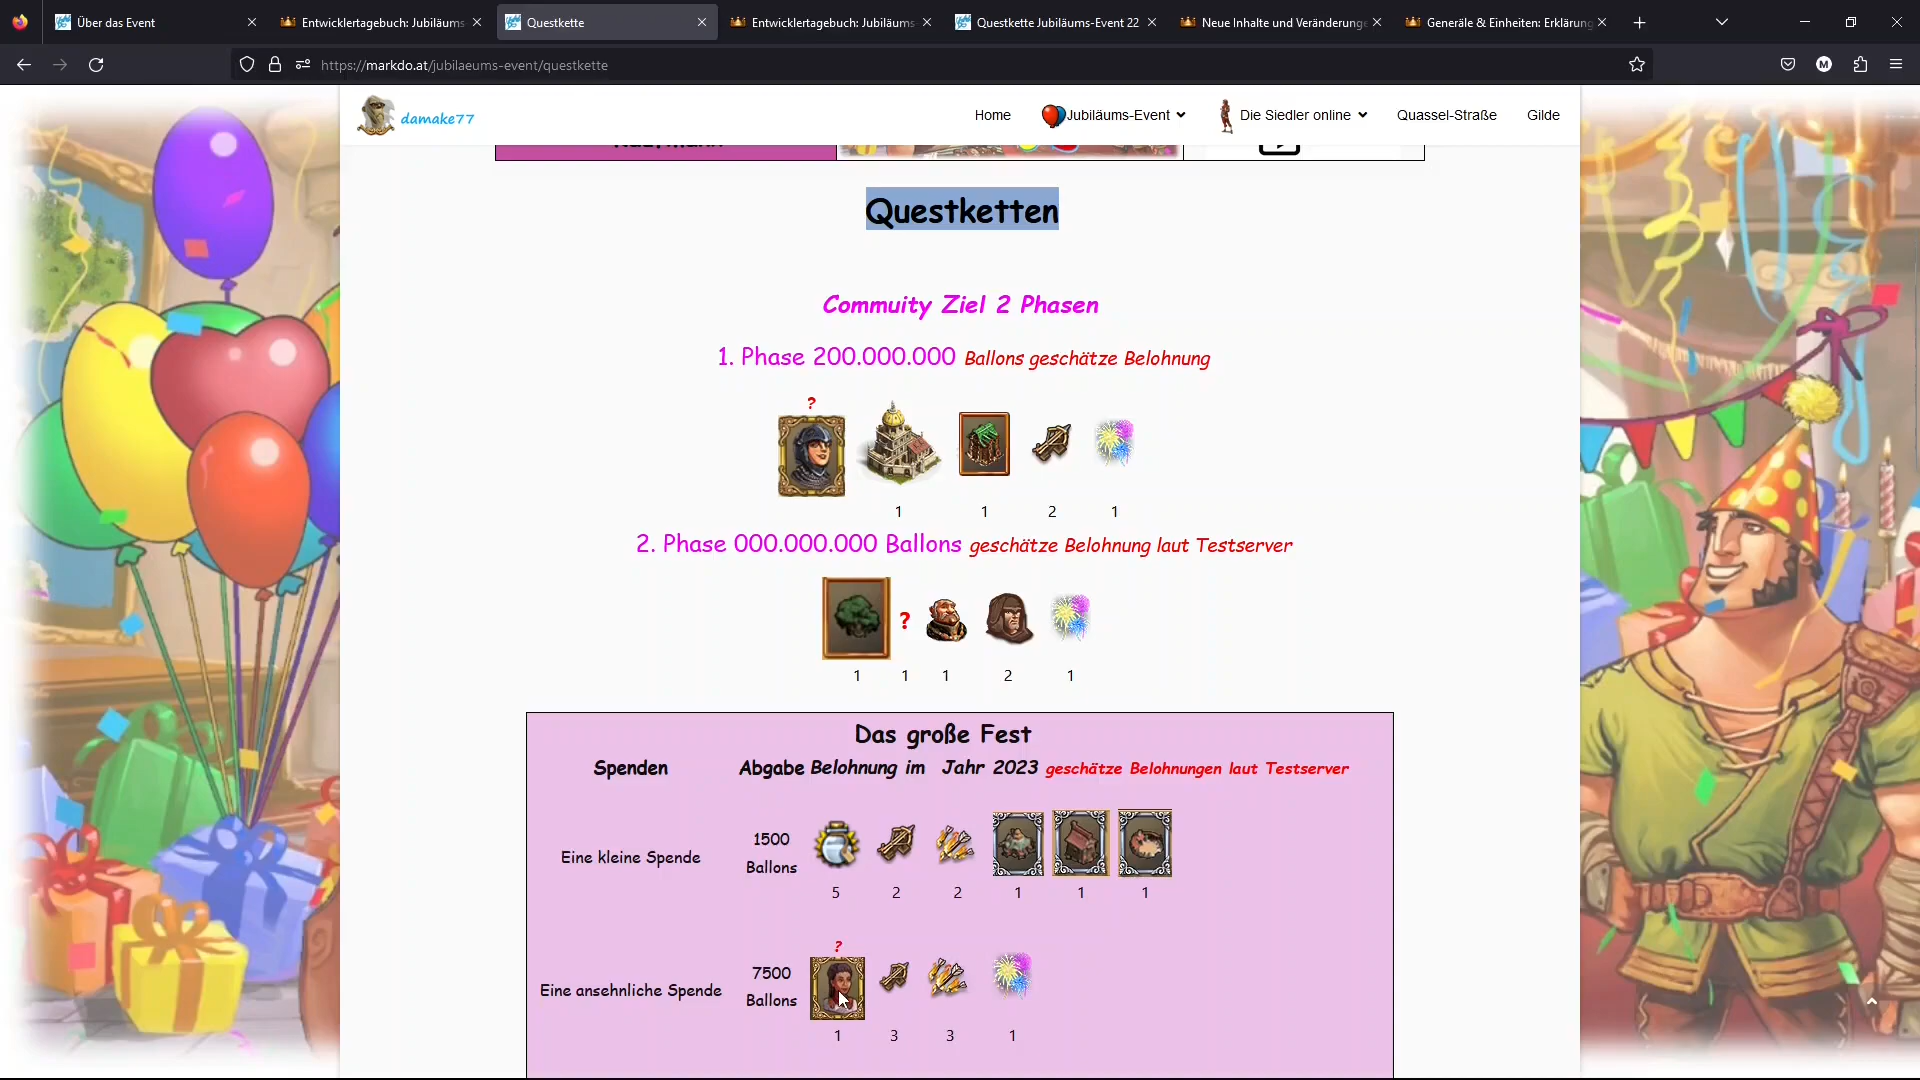 Über das Event
Entwicklertagebuch: Jubiläums
Questkette
Entwicklertagebuch: Jubiläums
Questkette Jubiläums-Event 22
Neue Inhalte und Veränderunge
Generäle & Einheiten: Erklärung
https://markdo.at/jubilaeums-event/questkette
M
damake77
Home
Jubiläums-Event
Die Siedler online
Quassel-Straße
Gilde
Questketten
Commuity Ziel 2 Phasen
1. Phase 200.000.000 Ballons geschätze Belohnung
?
1 1 2 1
2. Phase 000.000.000 Ballons geschätze Belohnung laut Testserver
?
1 1 1 2 1
Das große Fest
Spenden Abgabe Belohnung im Jahr 2023 geschätze Belohnungen laut Testserver
Eine kleine Spende
1500
Ballons
5 2 2 1 1 1
?
Eine ansehnliche Spende
7500
Ballons
1 3 3 1